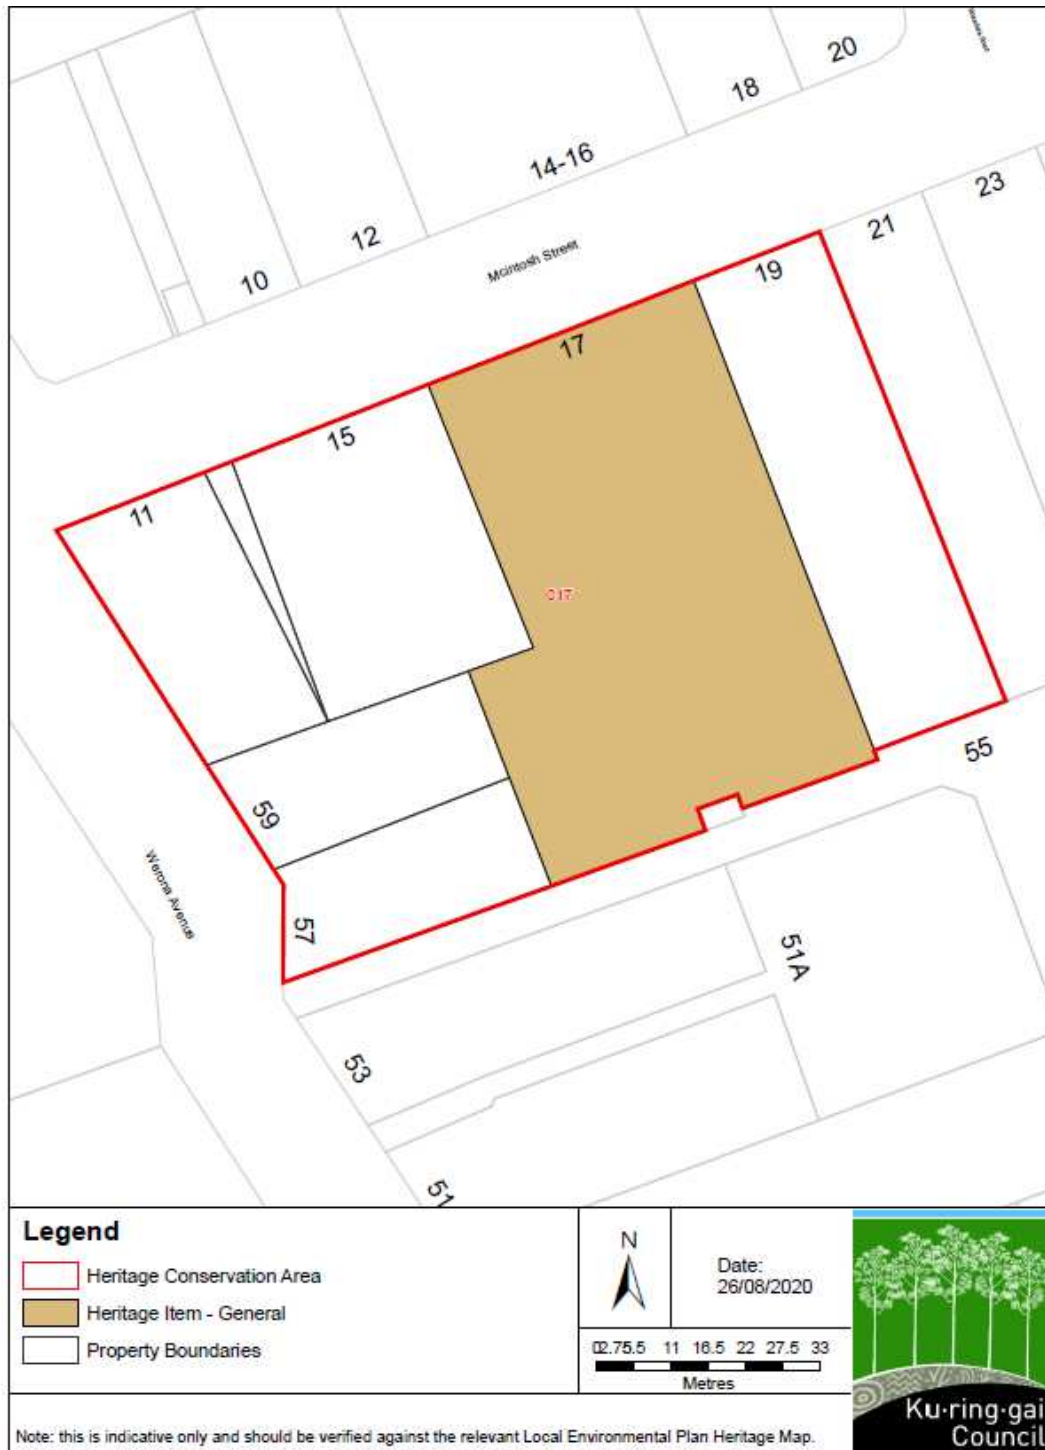 20
18
14-16
12
10
23
21
19
Mcintosh Street
17
15
11
C17
59
Werona Avenue
57
55
51A
53
51
Legend
Heritage Conservation Area
Heritage Item - General
Property Boundaries
N
Date:
26/08/2020
02.755.5 11 16.5 22 27.5 33
Metres
Ku·ring·gai
Council
Note: this is indicative only and should be verified against the relevant Local Environmental Plan Heritage Map.